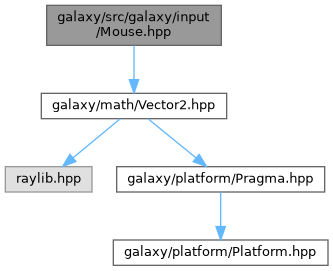 galaxy/src/galaxy/input
/Mouse.hpp
galaxy/math/Vector2.hpp
raylib.hpp
galaxy/platform/Pragma.hpp
galaxy/platform/Platform.hpp